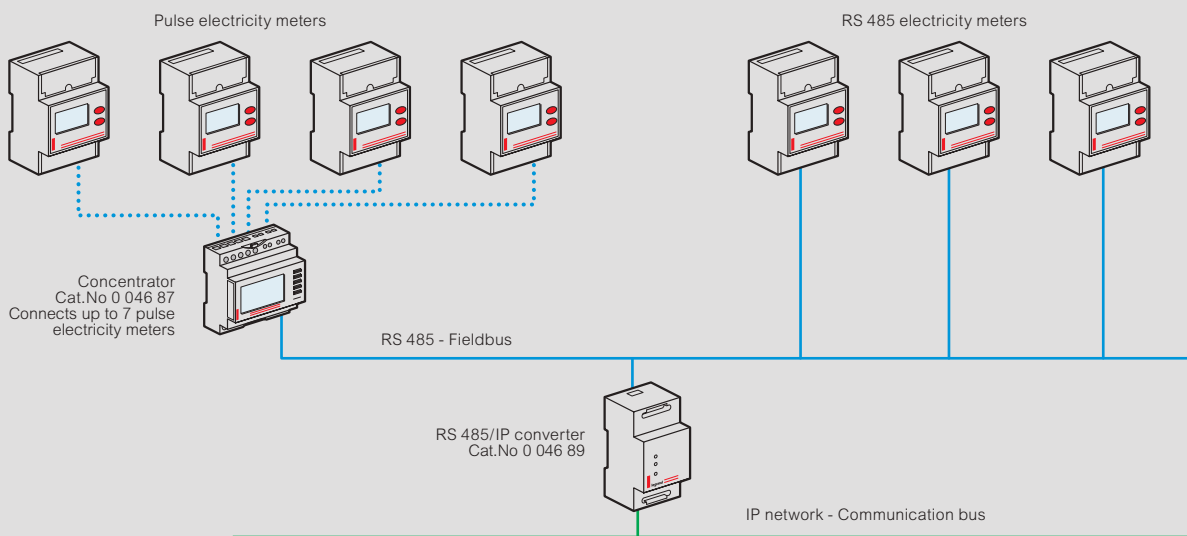 Pulse electricity meters
RS 485 electricity meters
Concentrator
Cat.No 0 046 87
Connects up to 7 pulse
electricity meters
RS 485 - Fieldbus
RS 485/IP converter
Cat.No 0 046 89
legrand
IP network - Communication bus